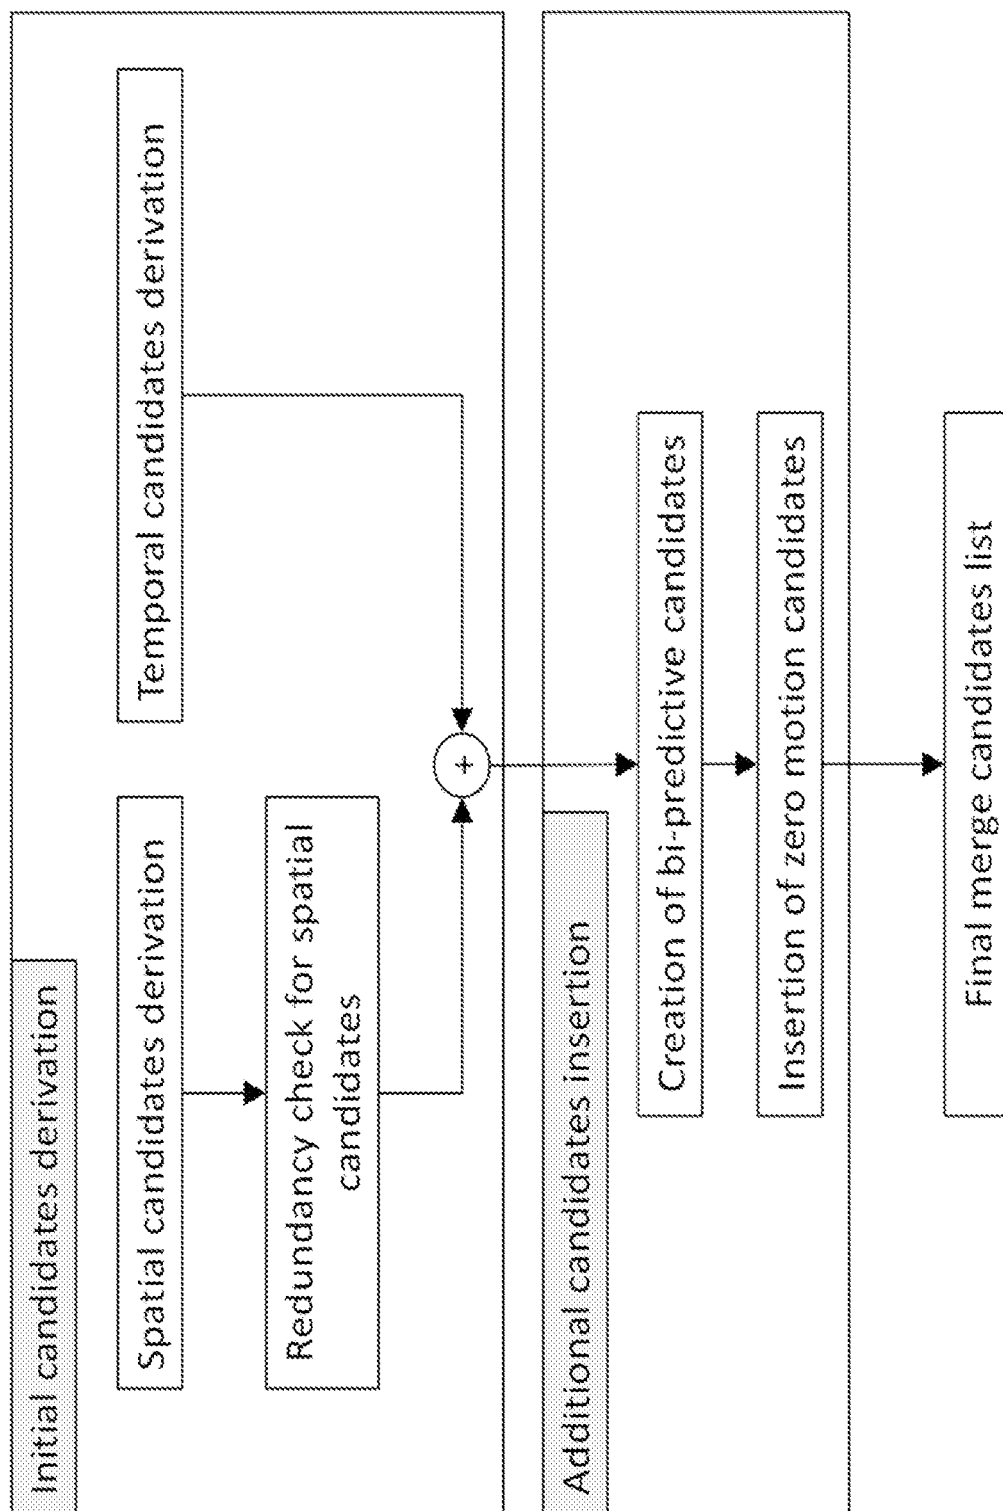 Initial candidates derivation
Spatial candidates derivation
Temporal candidates derivation
Redundancy check for spatial
candidates
+
Additional candidates insertion
Creation of bi-predictive candidates
Insertion of zero motion candidates
Final merge candidates list